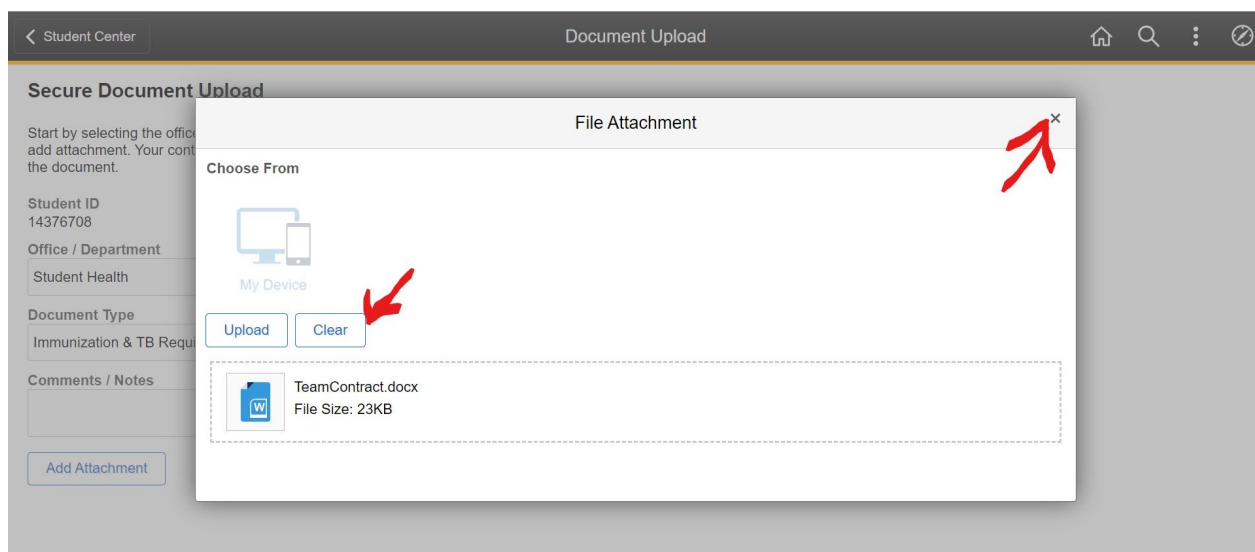 Student Center
Document Upload
Secure Document Upload
Start by selecting the office
add attachment. Your cont
the document.
Student ID
14376708
Office / Department
Student Health
Document Type
Immunization & TB Requi
Comments / Notes
Add Attachment
File Attachment
×
Choose From
My Device
Upload
Clear
W
TeamContract.docx
File Size: 23KB